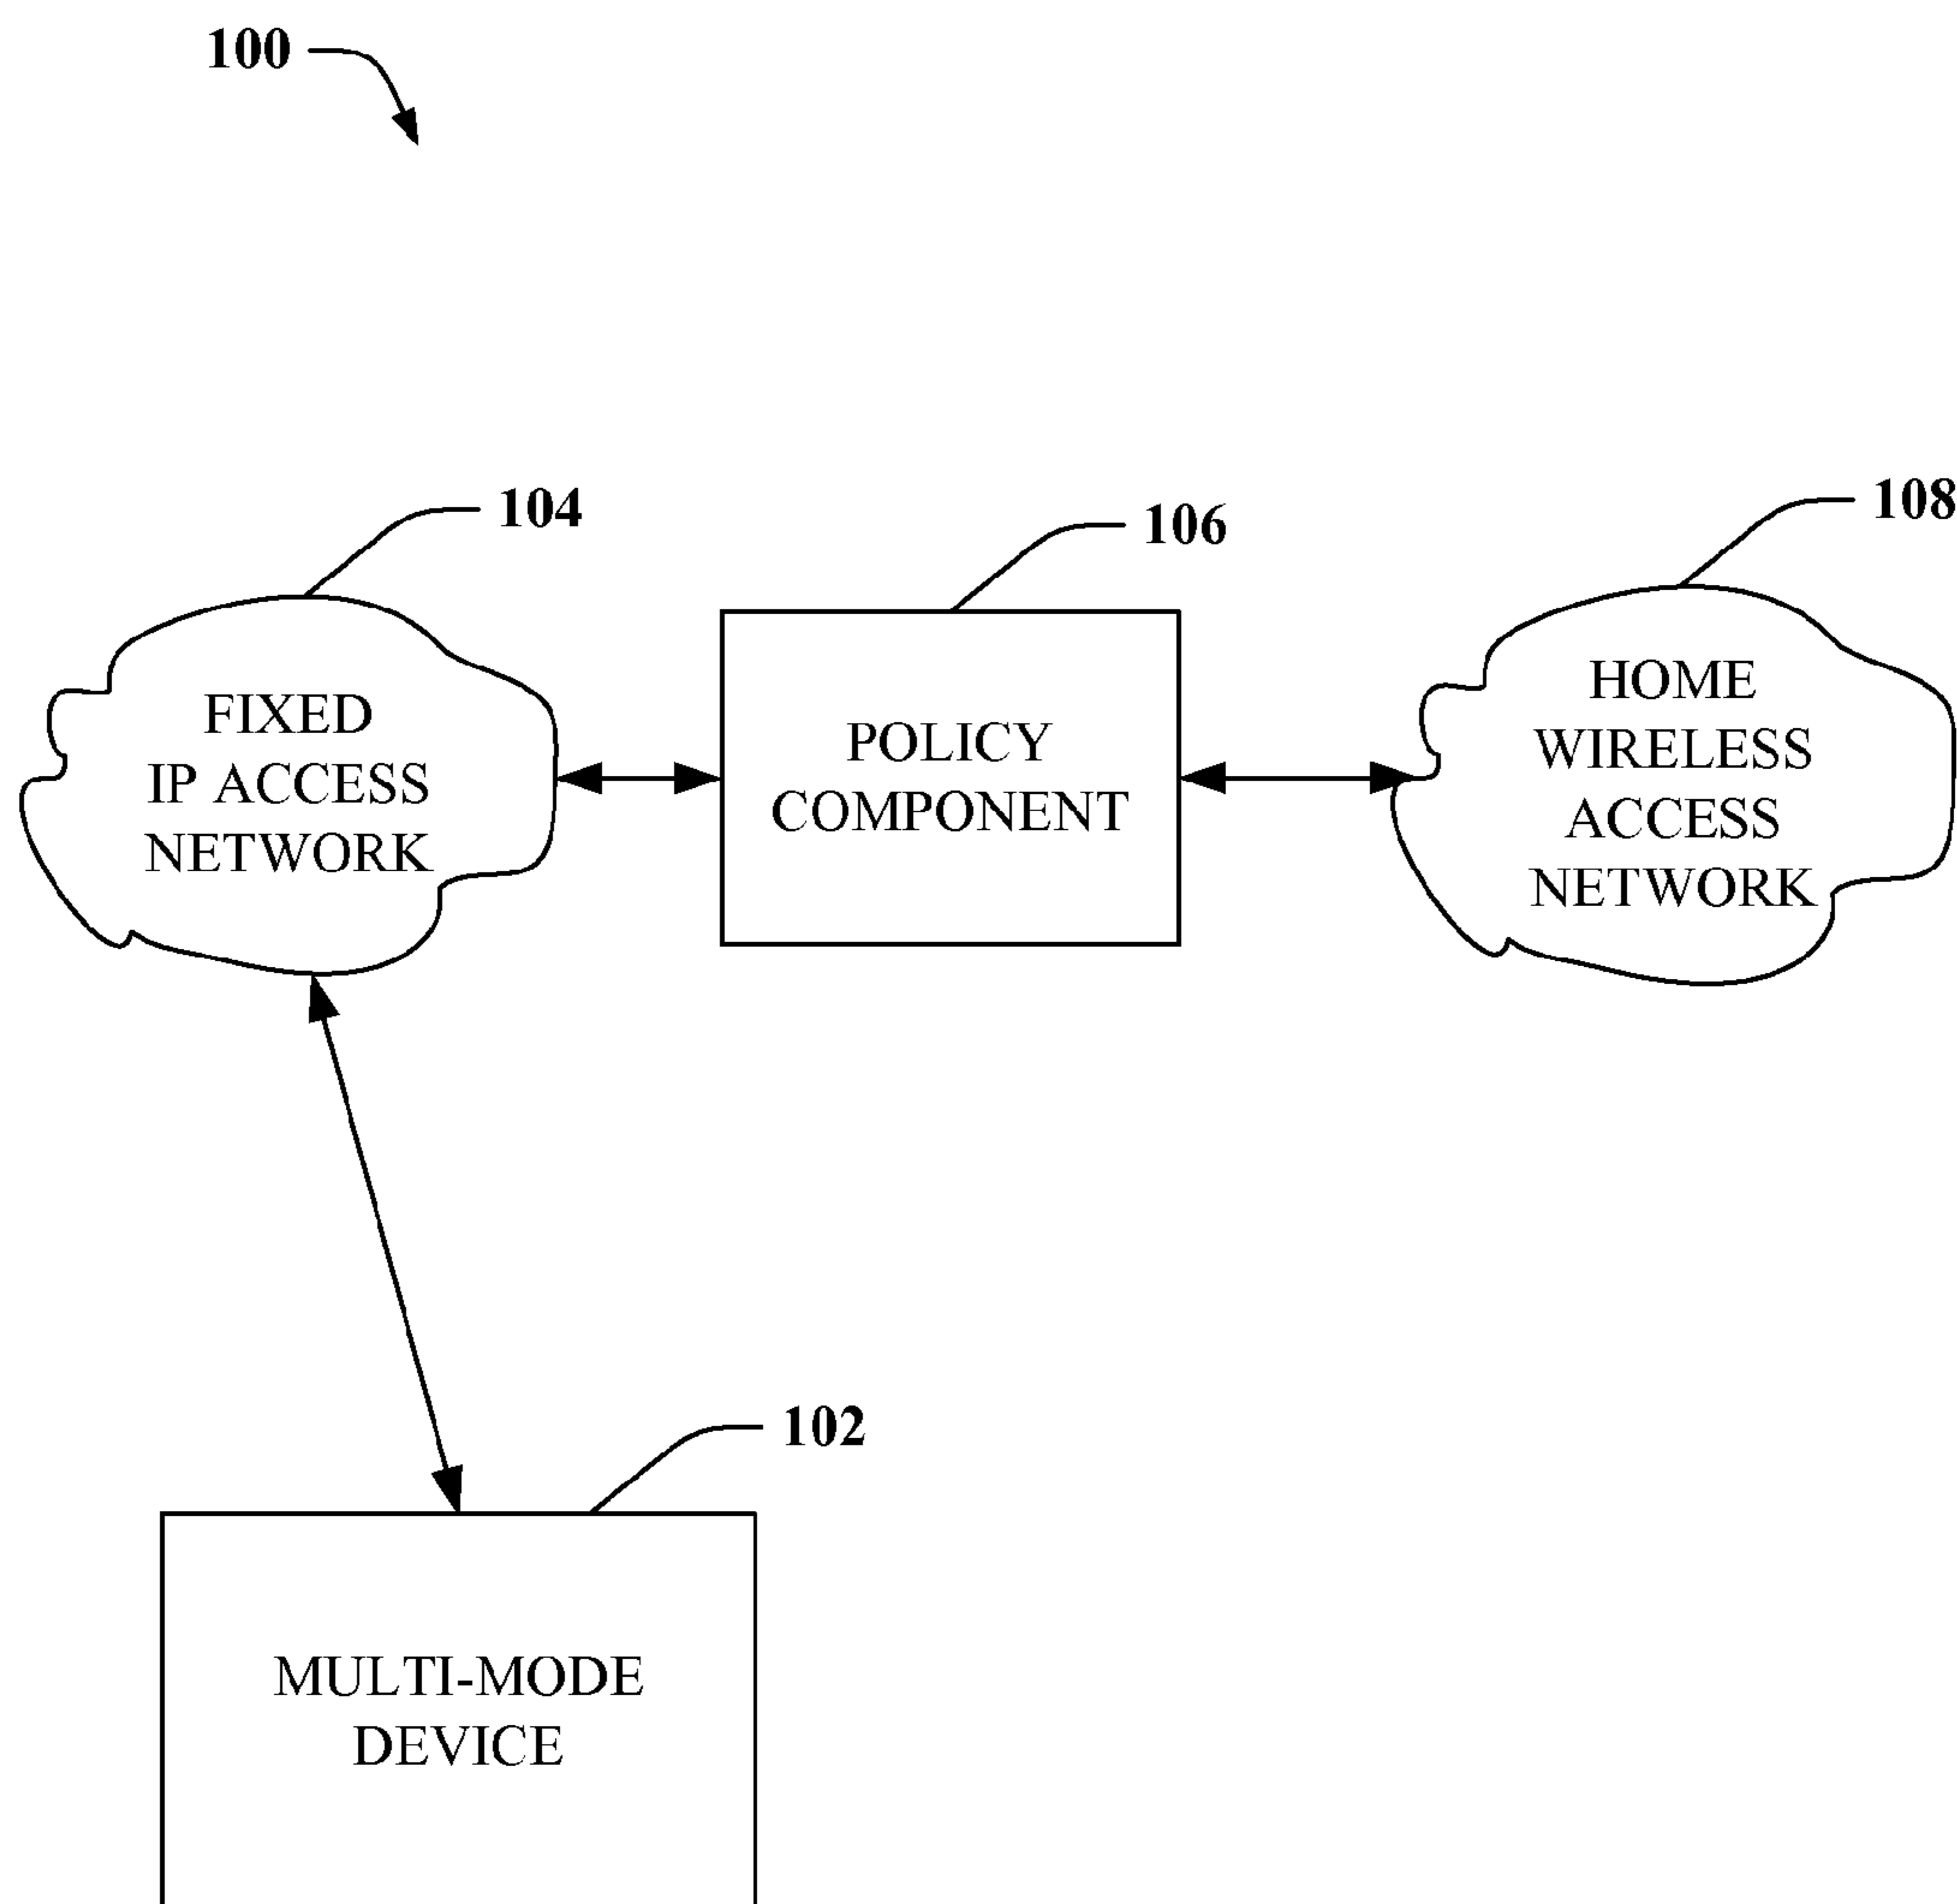 100
104
106
108
FIXED
IP ACCESS
NETWORK
POLICY
COMPONENT
HOME
WIRELESS
ACCESS
NETWORK
102
MULTI-MODE
DEVICE